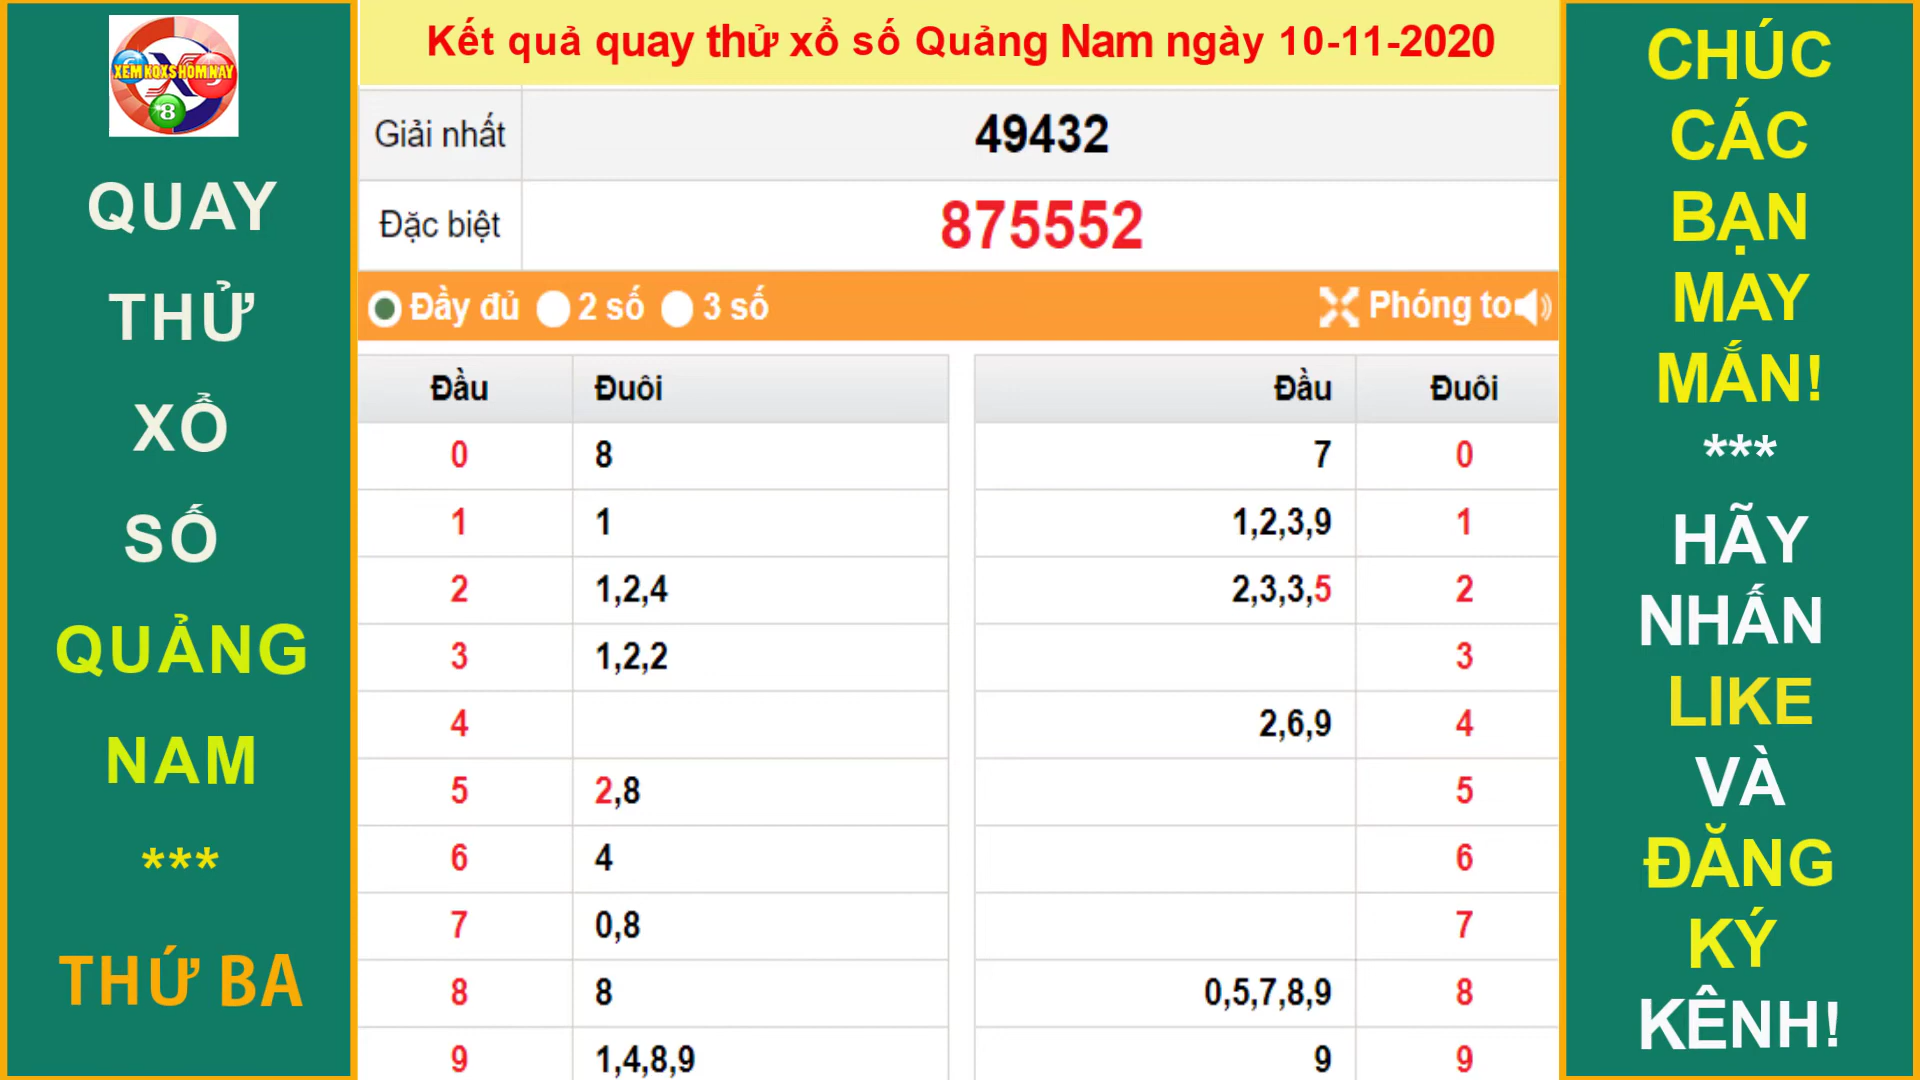 XEM KQXS HOM NAY
8
QUAY
THỬ
XỔ
SỐ
QUẢNG
NAM
***
THỨ BA
Kết quả quay thử xổ số Quảng Nam ngày 10-11-2020
Giải nhất 49432
Đặc biệt 875552
Đầy đủ 2 số 3 số Phóng to
Đầu Đuôi Đầu Đuôi
0 8 7 0
1 1 1,2,3,9 1
2 1,2,4 2,3,3,5 2
3 1,2,2 3
4 2,6,9 4
5 2,8 5
6 4 6
7 0,8 7
8 8 0,5,7,8,9 8
9 1,4,8,9 9 9
CHÚC
CÁC
BẠN
MAY
MẮN!
***
HÃY
NHẤN
LIKE
VÀ
ĐĂNG
KÝ
KÊNH!